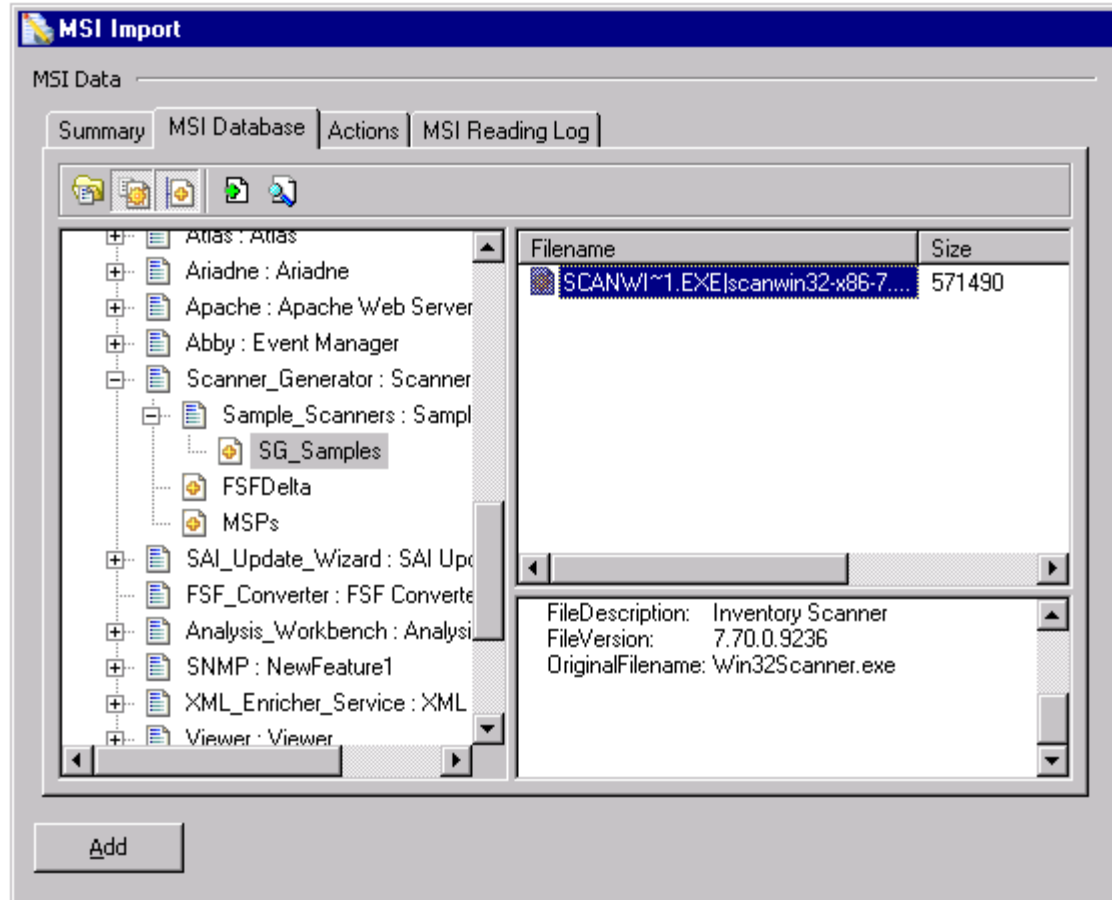 MSI Import
MSI Data
Summary
MSI Database
Actions
MSI Reading Log
Atlas : Atlas
Ariadne : Ariadne
Apache : Apache Web Server
Abby : Event Manager
Scanner_Generator : Scanner
Sample_Scanners : Sampl
SG_Samples
FSFDelta
MSPs
SAI_Update_Wizard : SAI Upd
FSF_Converter : FSF Converte
Analysis_Workbench : Analysi
SNMP : NewFeature1
XML_Enricher_Service : XML
Viewer : Viewer
Filename Size
SCANWI~1.EXE|scanwin32-x86-7.... 571490
FileDescription: Inventory Scanner
FileVersion: 7.70.0.9236
OriginalFilename: Win32Scanner.exe
Add